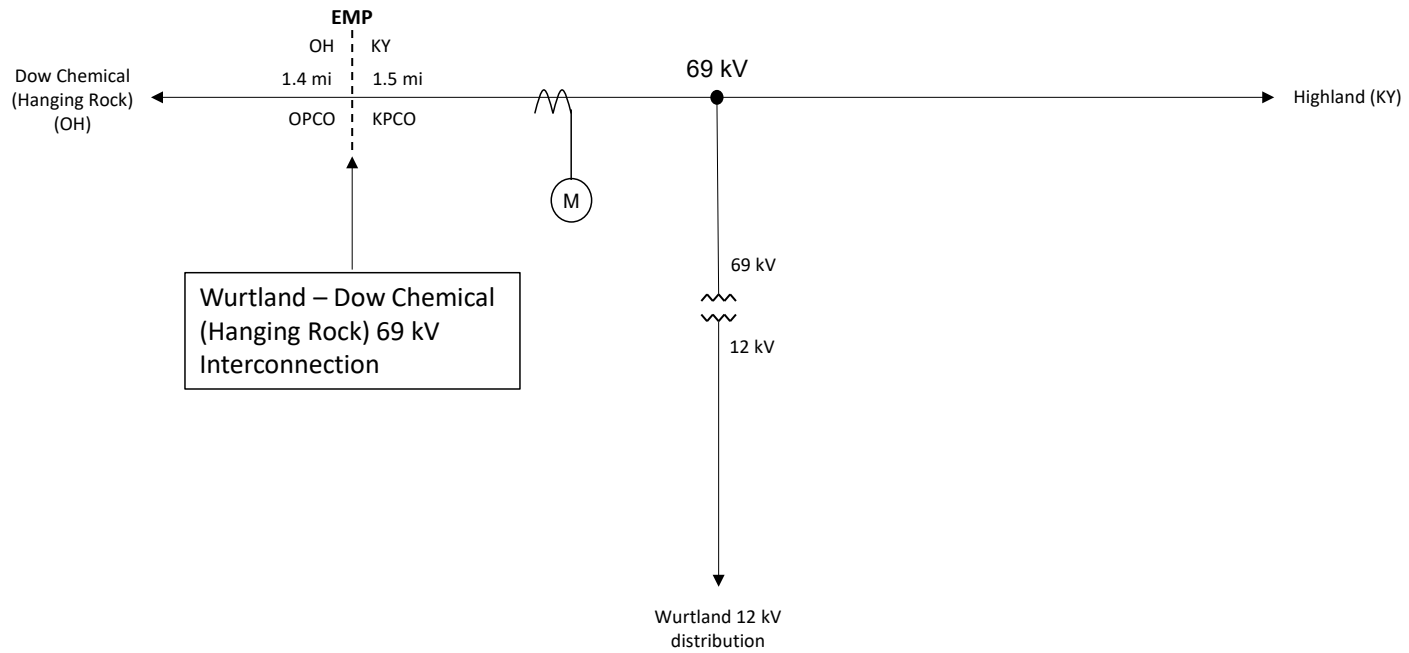 EMP
OH KY
1.4 mi 1.5 mi
OPCO KPCO
Dow Chemical
(Hanging Rock)
(OH)
69 kV
Highland (KY)
M
Wurtland – Dow Chemical
(Hanging Rock) 69 kV
Interconnection
69 kV
12 kV
Wurtland 12 kV
distribution